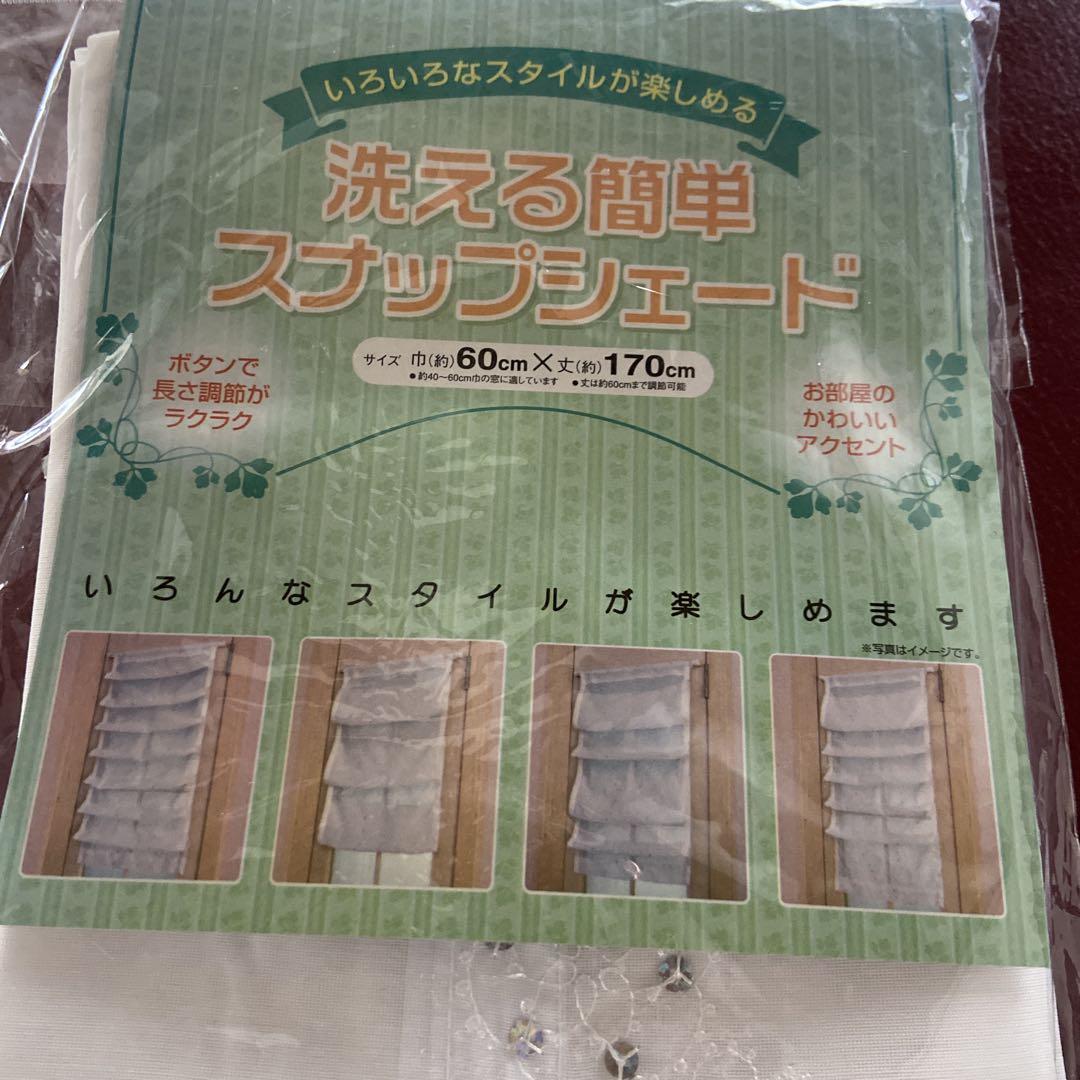 いろいろなスタイルが楽しめる
洗える簡単
スナップシェード
サイズ 巾(約)60cm×丈(約)170cm
●約40～60cm巾の窓に適しています ●丈は約60cmまで調節可能
ボタンで
長さ調節が
ラクラク
お部屋の
かわいい
アクセント
いろんなスタイルが楽しめます
※写真はイメージです。